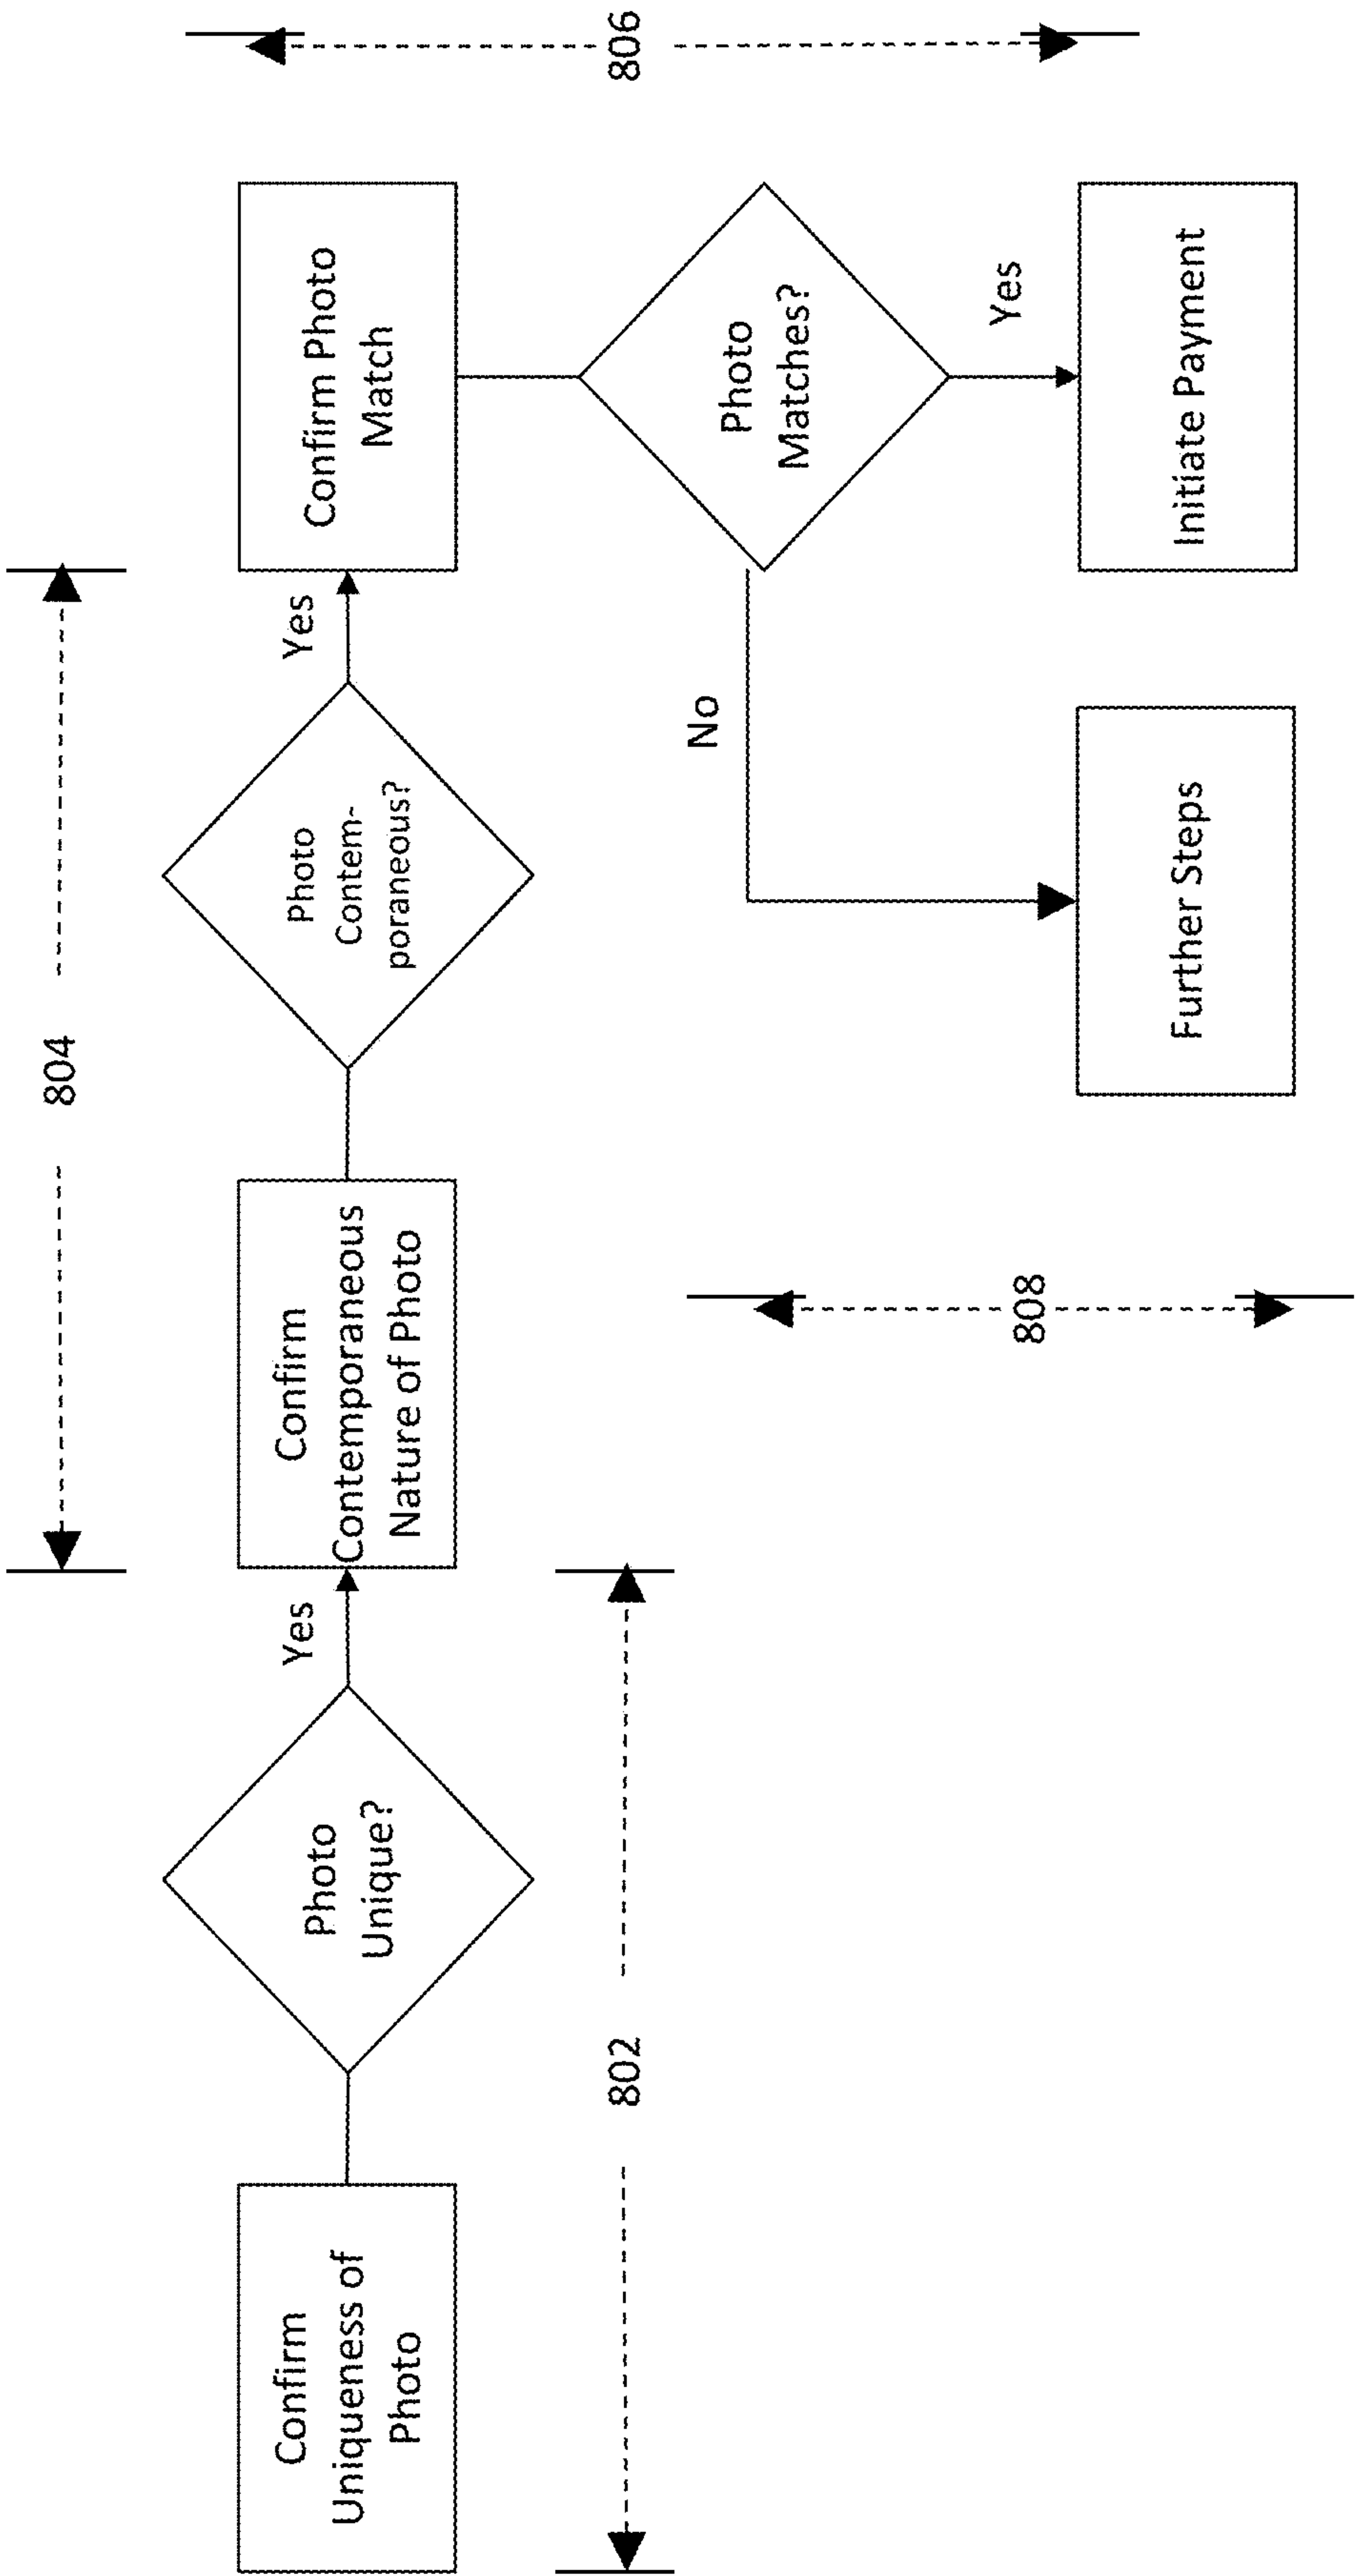 804
Confirm
Uniqueness of
Photo
Photo
Unique?
Yes
Confirm
Contemporaneous
Nature of Photo
Photo
Contem-
poraneous?
Yes
Confirm Photo
Match
802
806
Photo
Matches?
No
Yes
808
Further Steps
Initiate Payment